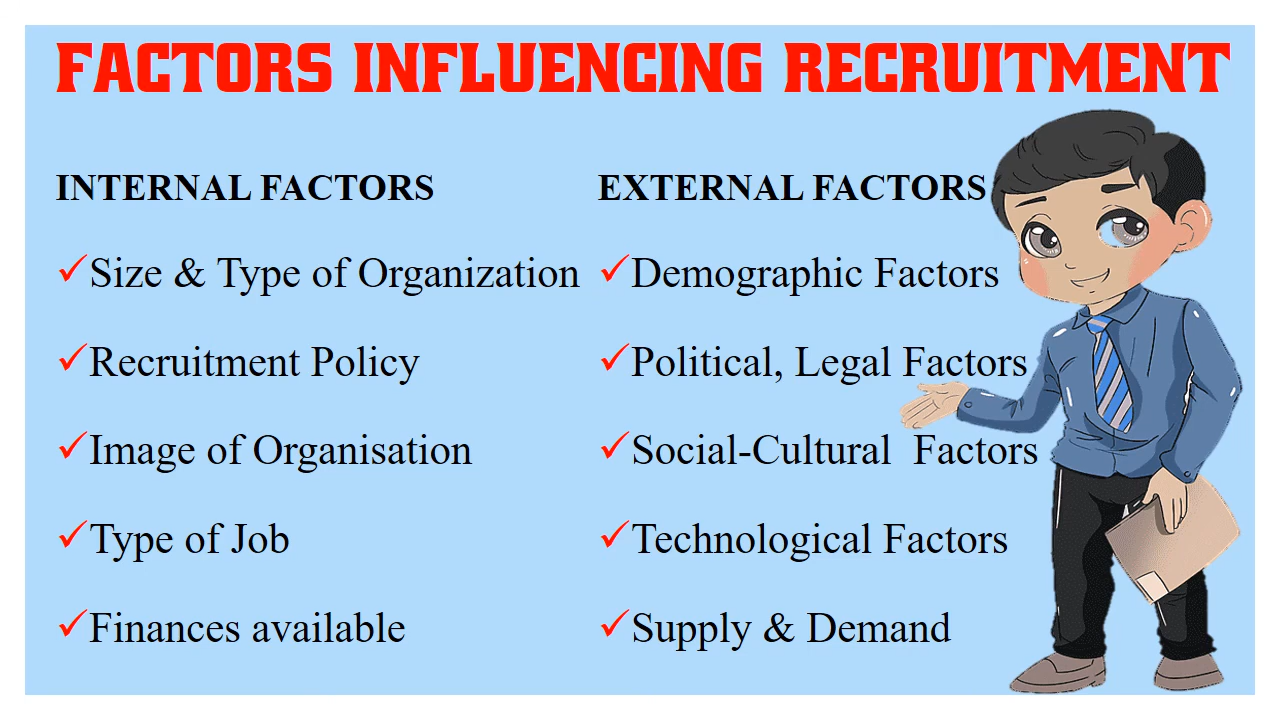 FACTORS INFLUENCING RECRUITMENT
INTERNAL FACTORS
✓Size & Type of Organization
✓Recruitment Policy
✓Image of Organisation
✓Type of Job
✓Finances available
EXTERNAL FACTORS
✓Demographic Factors
✓Political, Legal Factors
✓Social-Cultural  Factors
✓Technological Factors
✓Supply & Demand